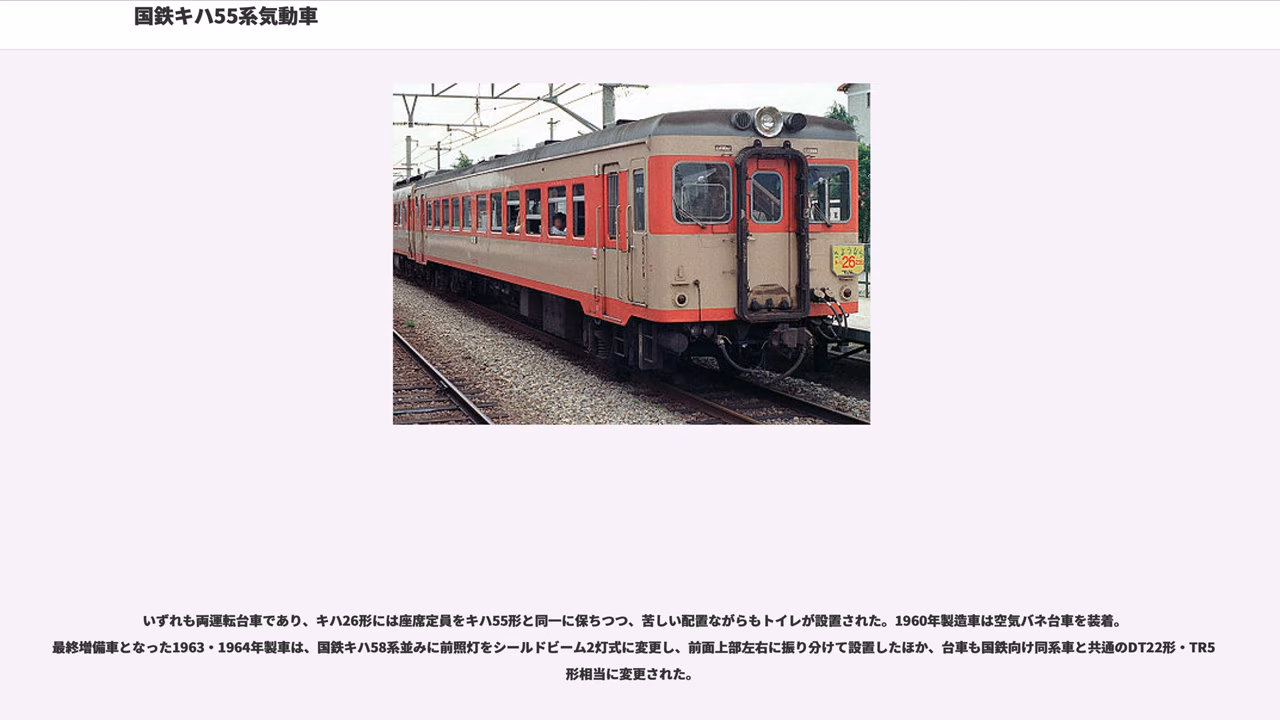 国鉄キハ55系気動車
さようなら
26
いずれも両運転台車であり、キハ26形には座席定員をキハ55形と同一に保ちつつ、苦しい配置ながらもトイレが設置された。1960年製造車は空気バネ台車を装着。
最終増備車となった1963・1964年製車は、国鉄キハ58系並みに前照灯をシールドビーム2灯式に変更し、前面上部左右に振り分けて設置したほか、台車も国鉄向け同系車と共通のDT22形・TR5
形相当に変更された。